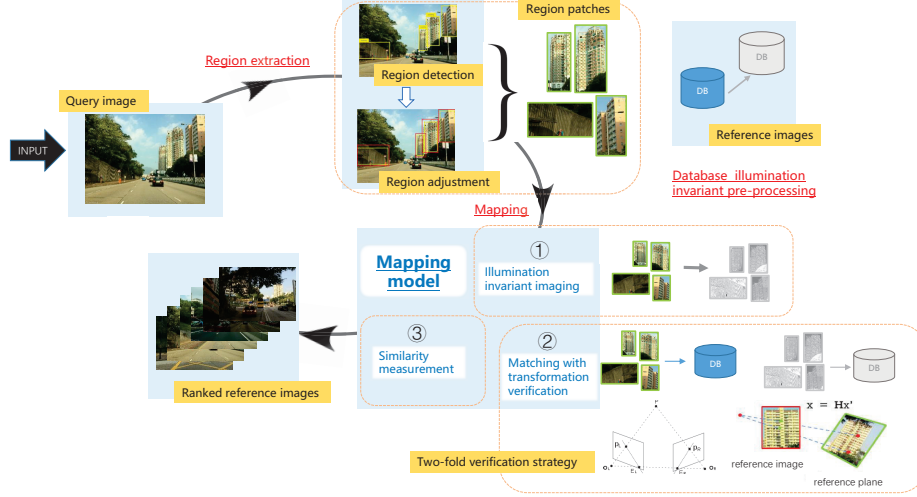 Region patches
Region extraction
Region detection
Query image
INPUT
Region adjustment
DB
DB
Reference images
Database illumination
invariant pre-processing
Mapping
Mapping
model
①
Illumination
invariant imaging
③
Similarity
measurement
②
Matching with
transformation
verification
DB
DB
Ranked reference images
x = Hx'
P
Two-fold verification strategy
reference image
reference plane